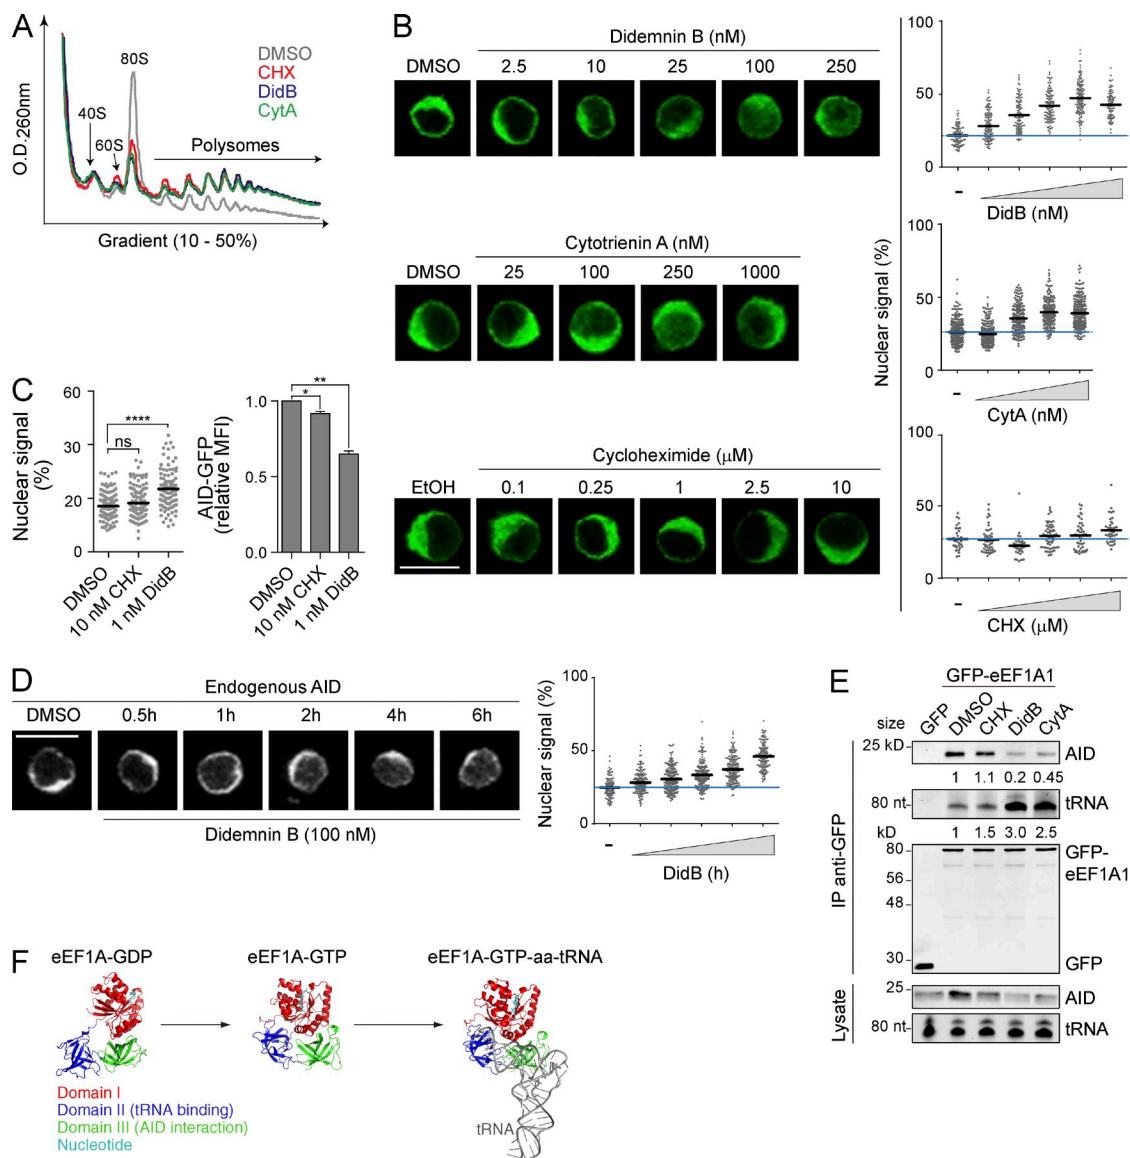 A
O.D.260nm
80S
40S
60S
DMSO
CHX
DidB
CytA
Polysomes
Gradient (10 - 50%)
B
Didemnin B (nM)
DMSO 2.5 10 25 100 250
100
50
0
-
DidB (nM)
Cytotrienin A (nM)
DMSO 25 100 250 1000
Nuclear signal (%)
100
50
0
-
CytA (nM)
Cycloheximide (μM)
EtOH 0.1 0.25 1 2.5 10
100
50
0
-
CHX (μM)
C
Nuclear signal
(%)
60
30
20
0
****
ns
DMSO
10 nM CHX
1 nM DidB
AID-GFP
(relative MFI)
1.0
0.5
0.0
**
*
DMSO
10 nM CHX
1 nM DidB
D
Endogenous AID
DMSO 0.5h 1h 2h 4h 6h
Didemnin B (100 nM)
Nuclear signal (%)
100
50
0
-
DidB (h)
E
GFP-eEF1A1
size GFP DMSO CHX DidB CytA
25 kD AID
1 1.1 0.2 0.45
80 nt tRNA
kD 1 1.5 3.0 2.5
80 GFP-
eEF1A1
62
48
30 GFP
IP anti-GFP
25 AID
80 nt tRNA
Lysate
F
eEF1A-GDP eEF1A-GTP eEF1A-GTP-aa-tRNA
Domain I
Domain II (tRNA binding)
Domain III (AID interaction)
Nucleotide
tRNA